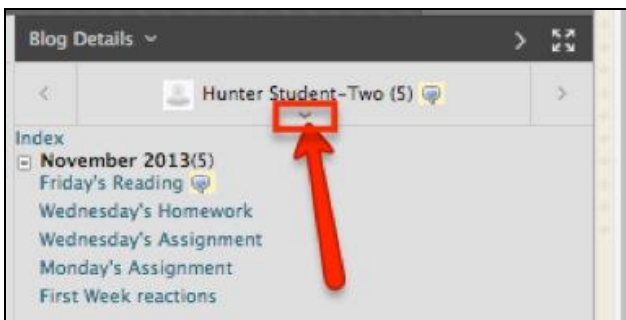 Blog Details
Hunter Student-Two (5)
Index
November 2013(5)
Friday's Reading
Wednesday's Homework
Wednesday's Assignment
Monday's Assignment
First Week reactions